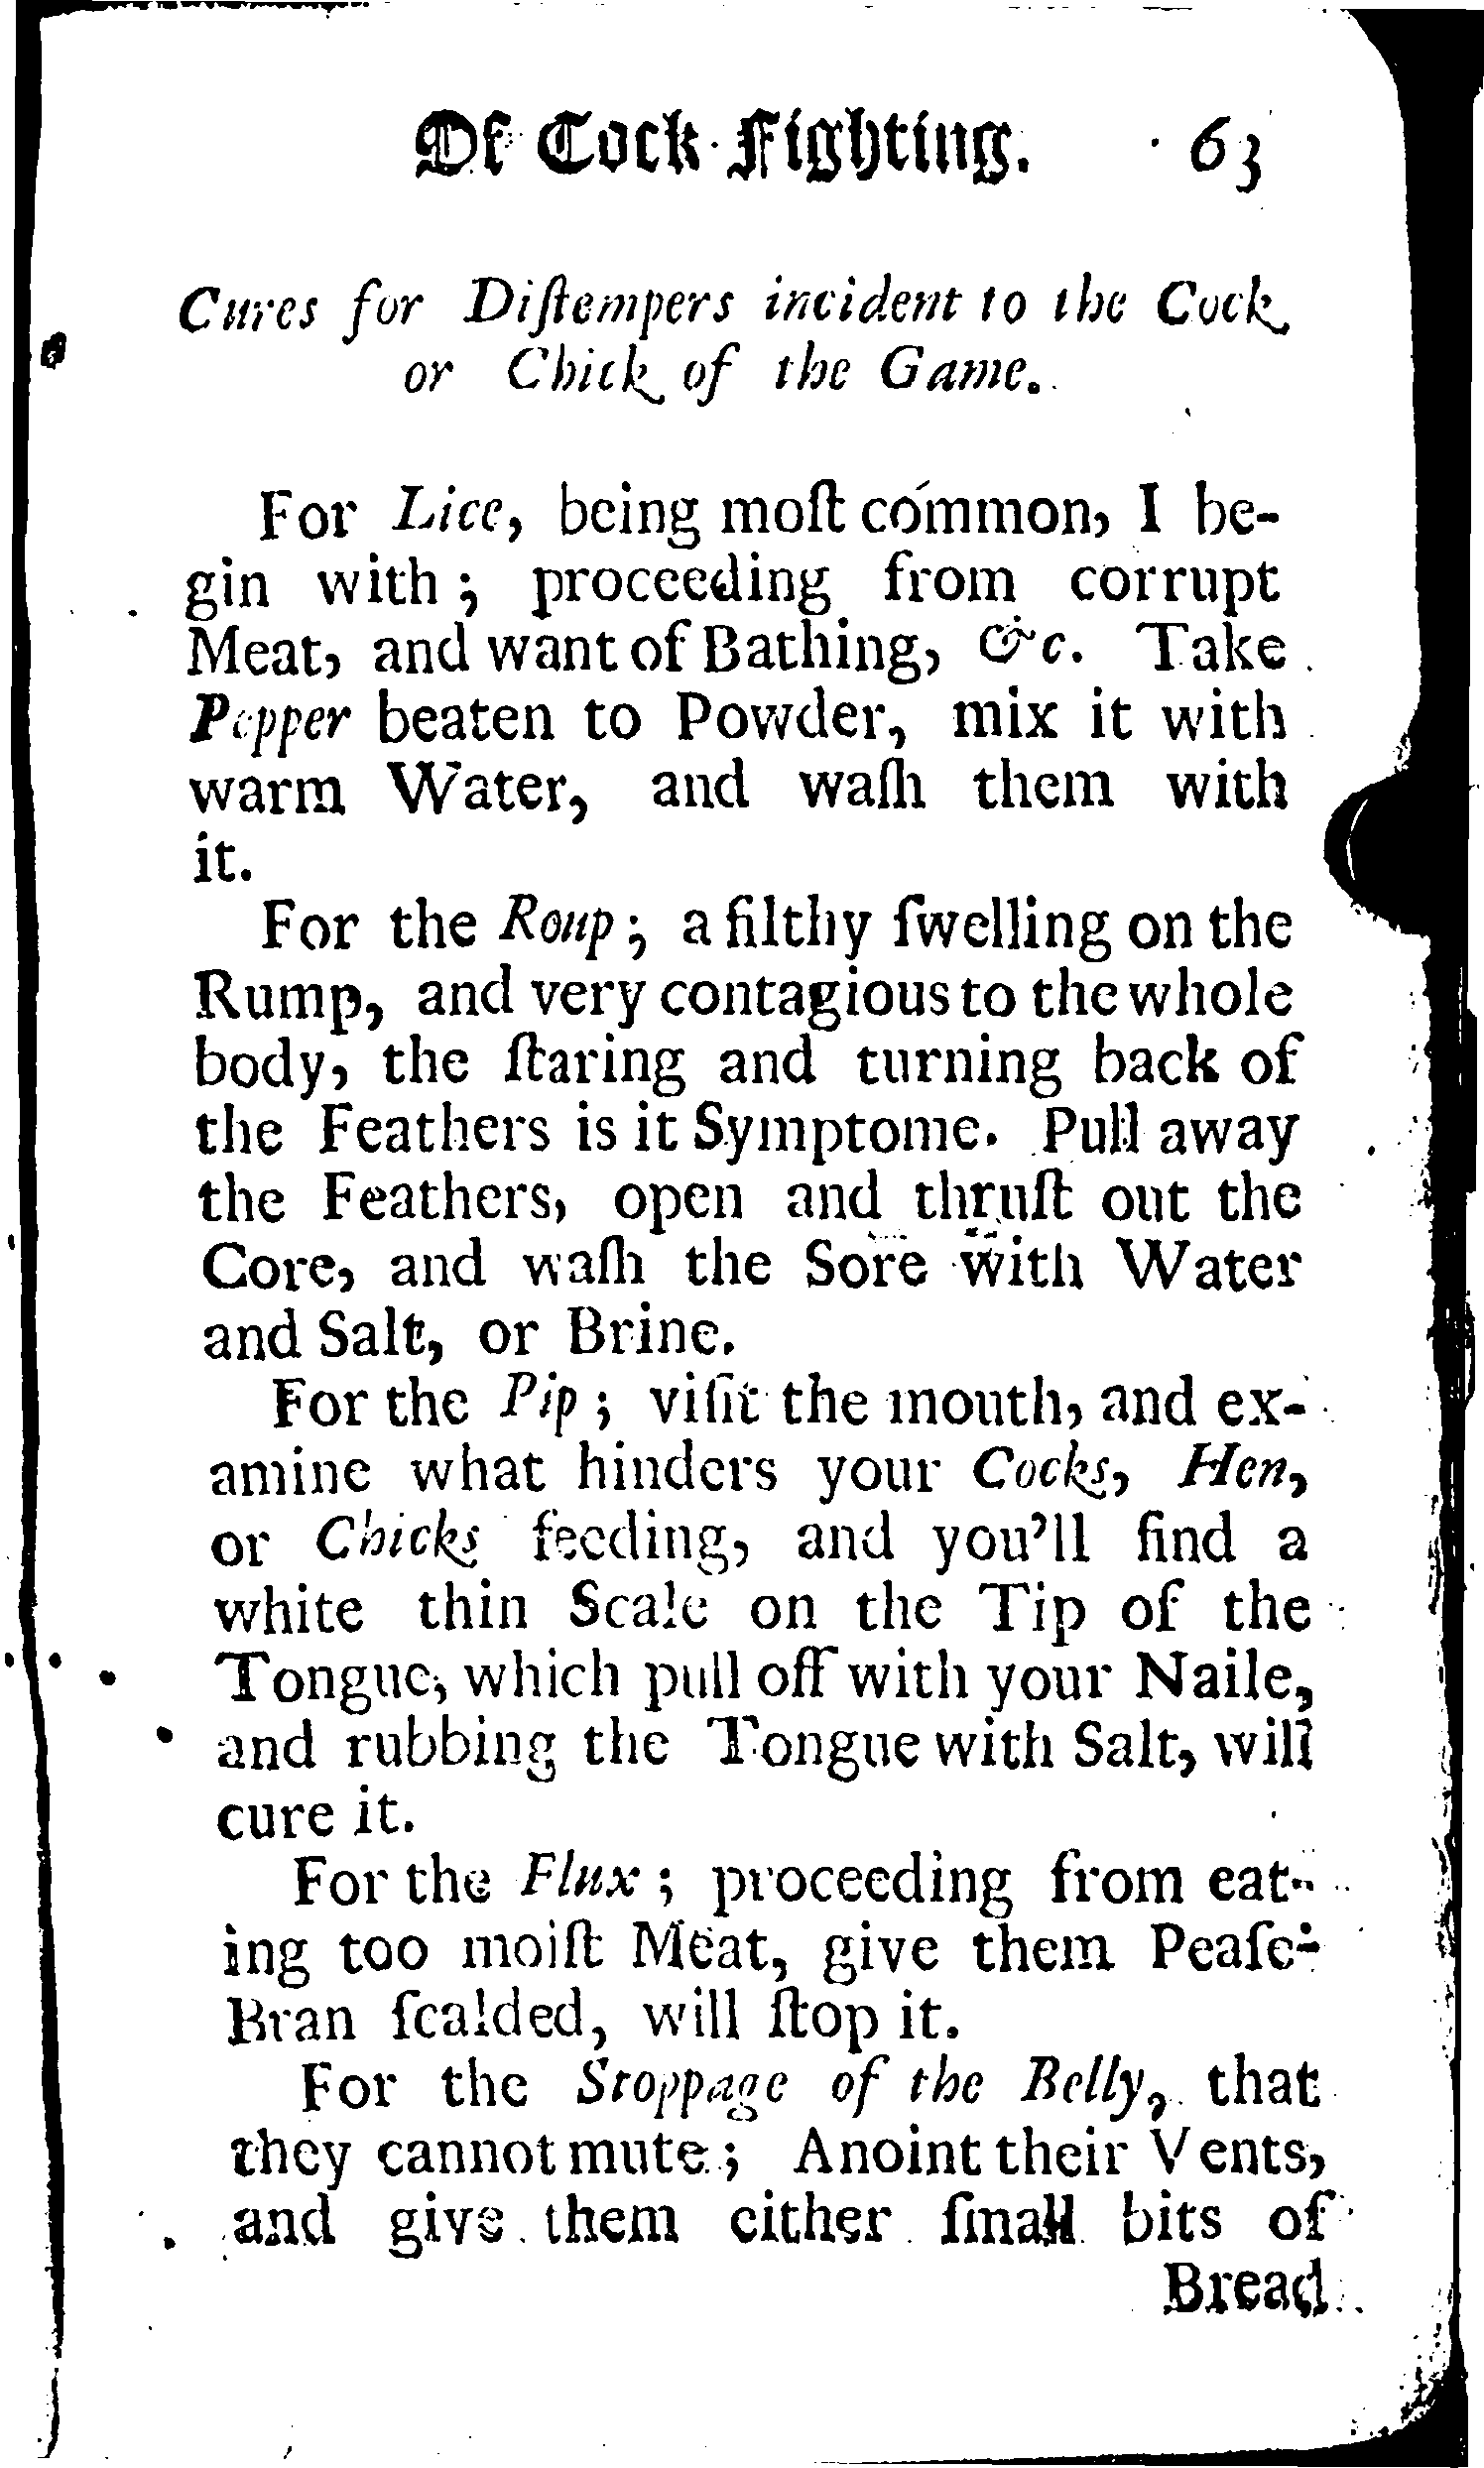 Of Cock Fighting. 63
Cures for Diſtempers incident to the Cock
or Chick of the Game.
For Lice, being moſt common, I be-
gin with; proceeding from corrupt
Meat, and want of Bathing, &c. Take
Pepper beaten to Powder, mix it with
warm Water, and waſh them with
it.
For the Roup; a filthy ſwelling on the
Rump, and very contagious to the whole
body, the ſtaring and turning back of
the Feathers is it Symptome. Pull away
the Feathers, open and thruſt out the
Core, and waſh the Sore with Water
and Salt, or Brine.
For the Pip; viſit the mouth, and ex-
amine what hinders your Cocks, Hen,
or Chicks feeding, and you'll find a
white thin Scale on the Tip of the
Tongue, which pull off with your Naile,
and rubbing the Tongue with Salt, will
cure it.
For the Flux; proceeding from eat-
ing too moiſt Meat, give them Peaſe-
Bran ſcalded, will ſtop it.
For the Stoppage of the Belly, that
they cannot mute; Anoint their Vents,
and give them either ſmall bits of
Bread